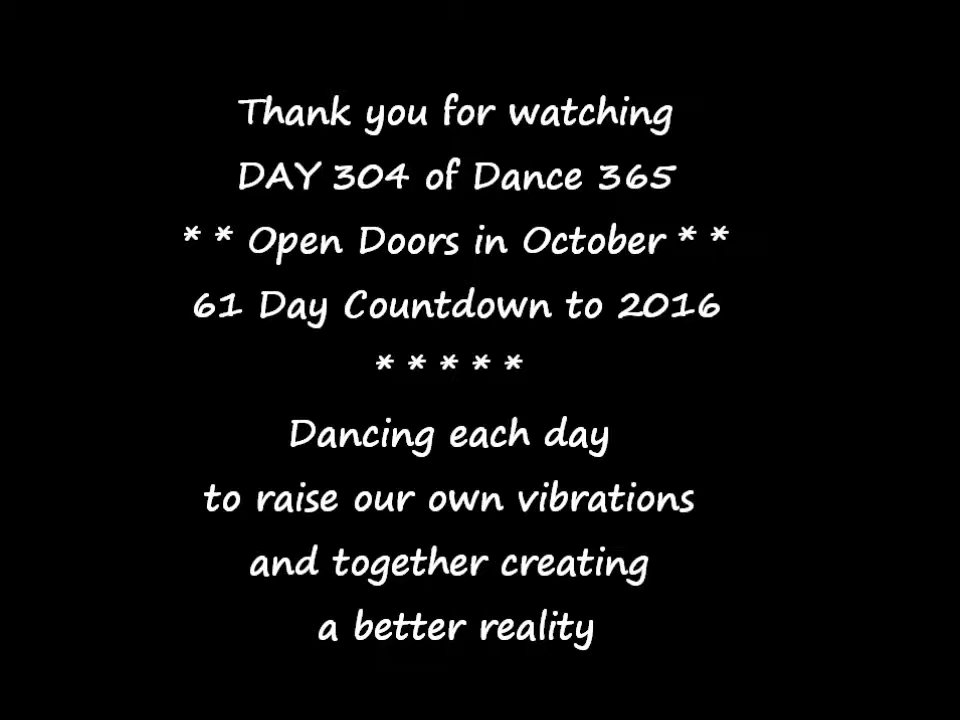 Thank you for watching
DAY 304 of Dance 365
* * Open Doors in October * *
61 Day Countdown to 2016
* * * * *
Dancing each day
to raise our own vibrations
and together creating
a better reality